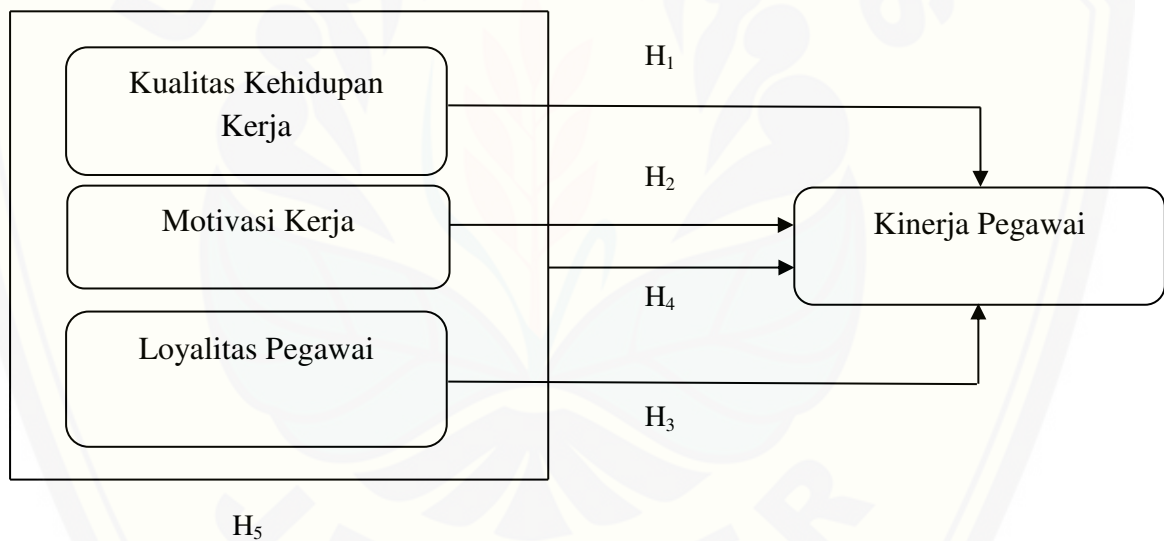 H₁
Kualitas Kehidupan
Kerja
H₂
Motivasi Kerja
Kinerja Pegawai
H₄
Loyalitas Pegawai
H₃
H₅